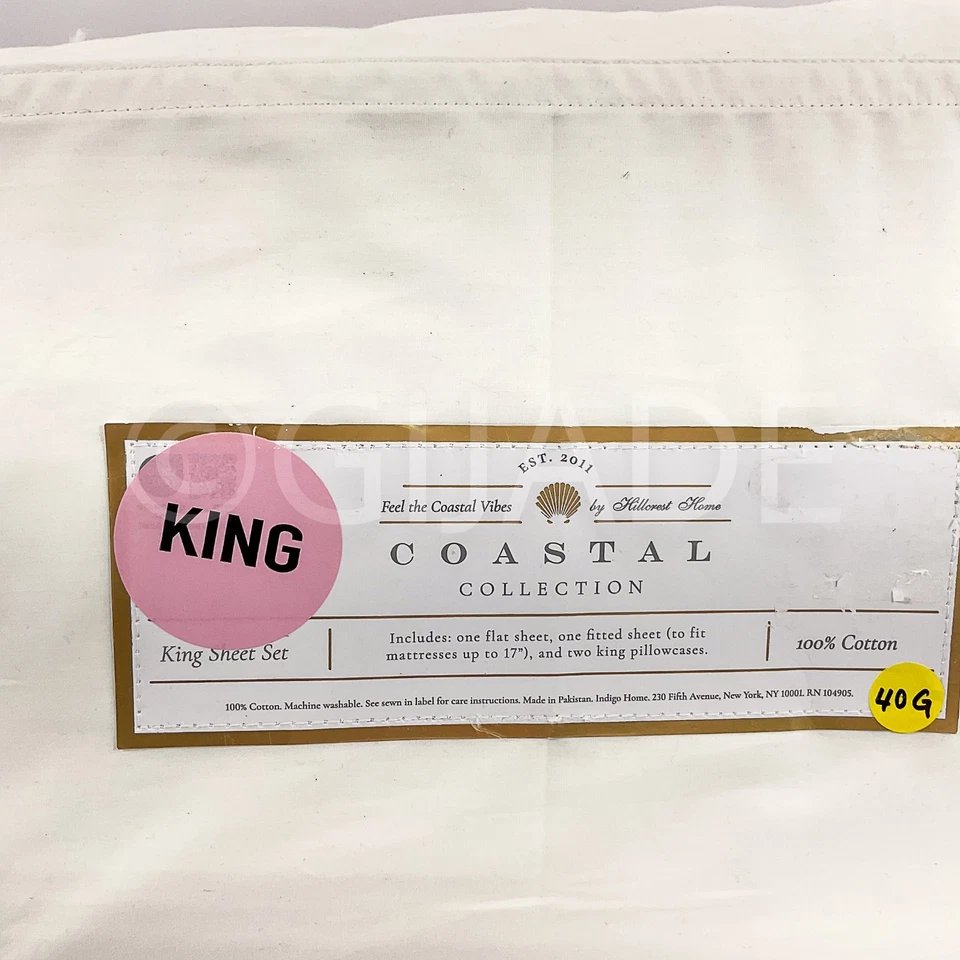 ©GIJADE
EST. 2011
Feel the Coastal Vibes by Hillcrest Home
COASTAL
COLLECTION
KING
King Sheet Set
Includes: one flat sheet, one fitted sheet (to fit
mattresses up to 17"), and two king pillowcases.
100% Cotton
100% Cotton. Machine washable. See sewn in label for care instructions. Made in Pakistan. Indigo Home. 230 Fifth Avenue, New York, NY 10001. RN 104905.
40G